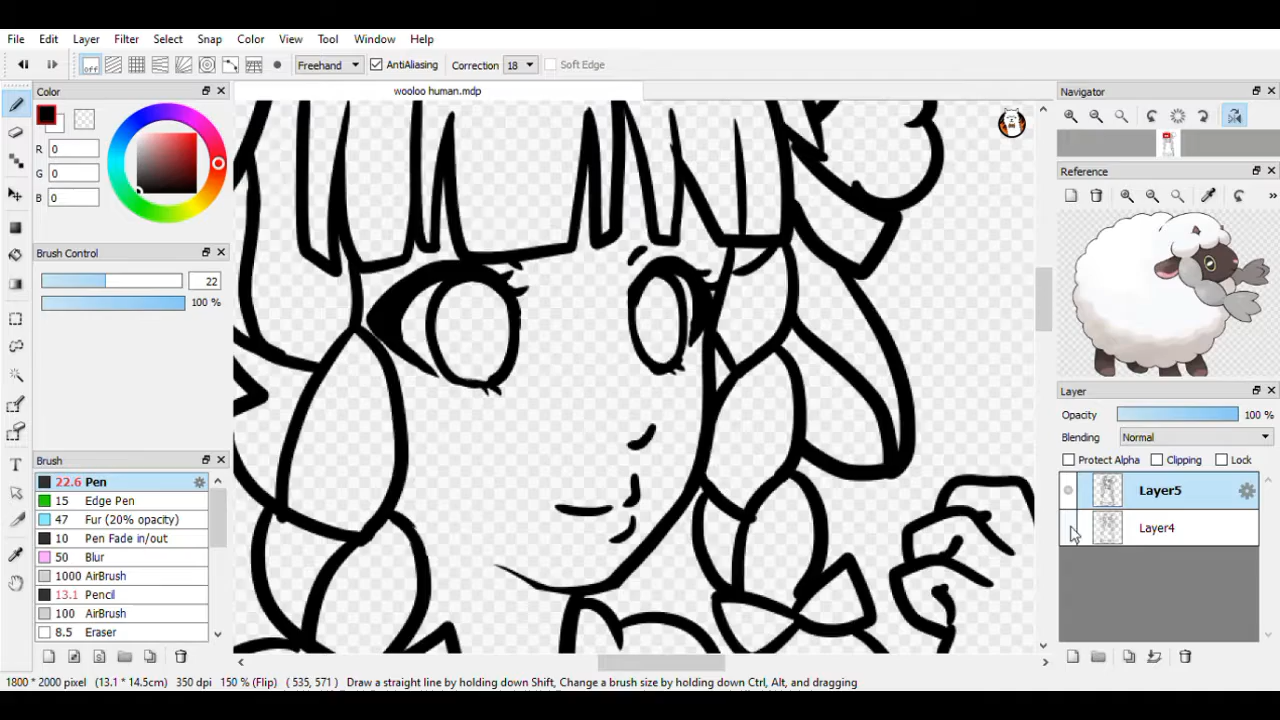 File Edit Layer Filter Select Snap Color View Tool Window Help
off Freehand AntiAliasing Correction 18 Soft Edge
Color
wooloo human.mdp
Navigator
R 0
G 0
B 0
Reference
Brush Control
22
100 %
Layer
Opacity 100 %
Blending Normal
Protect Alpha Clipping Lock
Layer5
Layer4
Brush
22.6 Pen
15 Edge Pen
47 Fur (20% opacity)
10 Pen Fade in/out
50 Blur
1000 AirBrush
13.1 Pencil
100 AirBrush
8.5 Eraser
1800 * 2000 pixel (13.1 * 14.5cm) 350 dpi 150 % (Flip) ( 535, 571 ) Draw a straight line by holding down Shift, Change a brush size by holding down Ctrl, Alt, and dragging